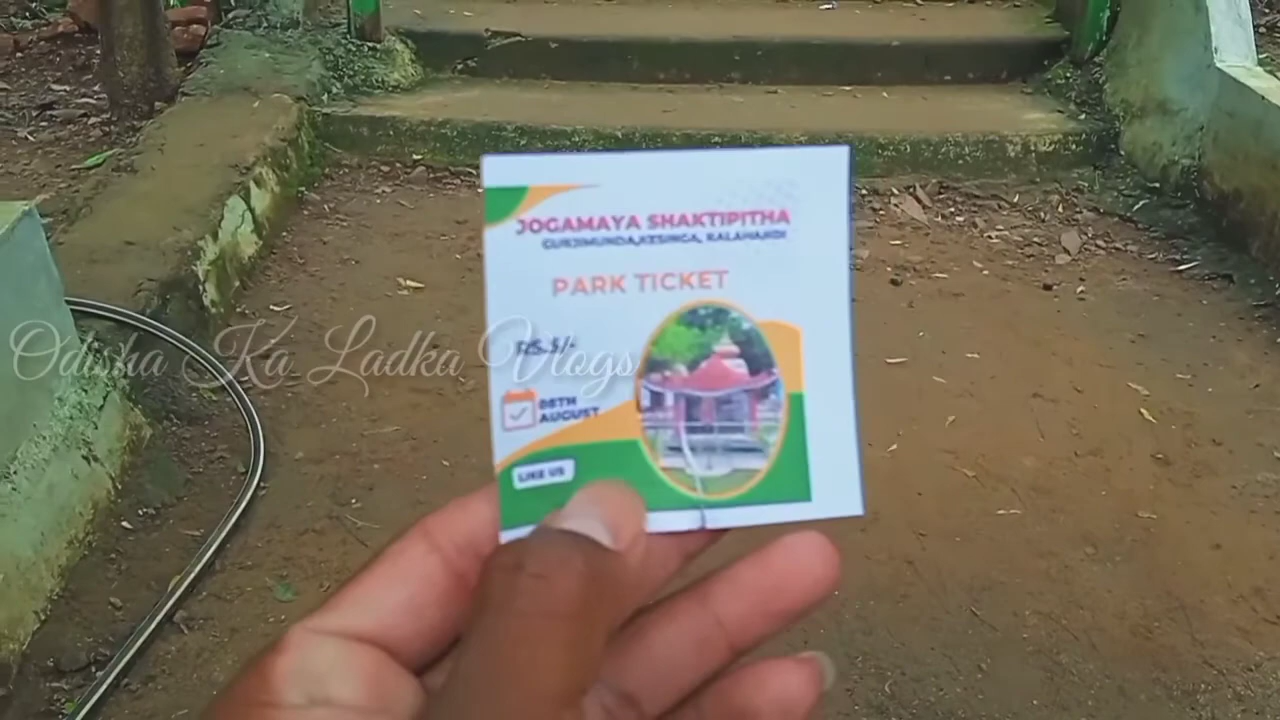 JOGAMAYA SHAKTIPITHA
GURJIMUNDA,KESINGA, KALAHANDI
PARK TICKET
RS.5/-
08TH
AUGUST
LIKE US
Odisha Ka Ladka Vlogs